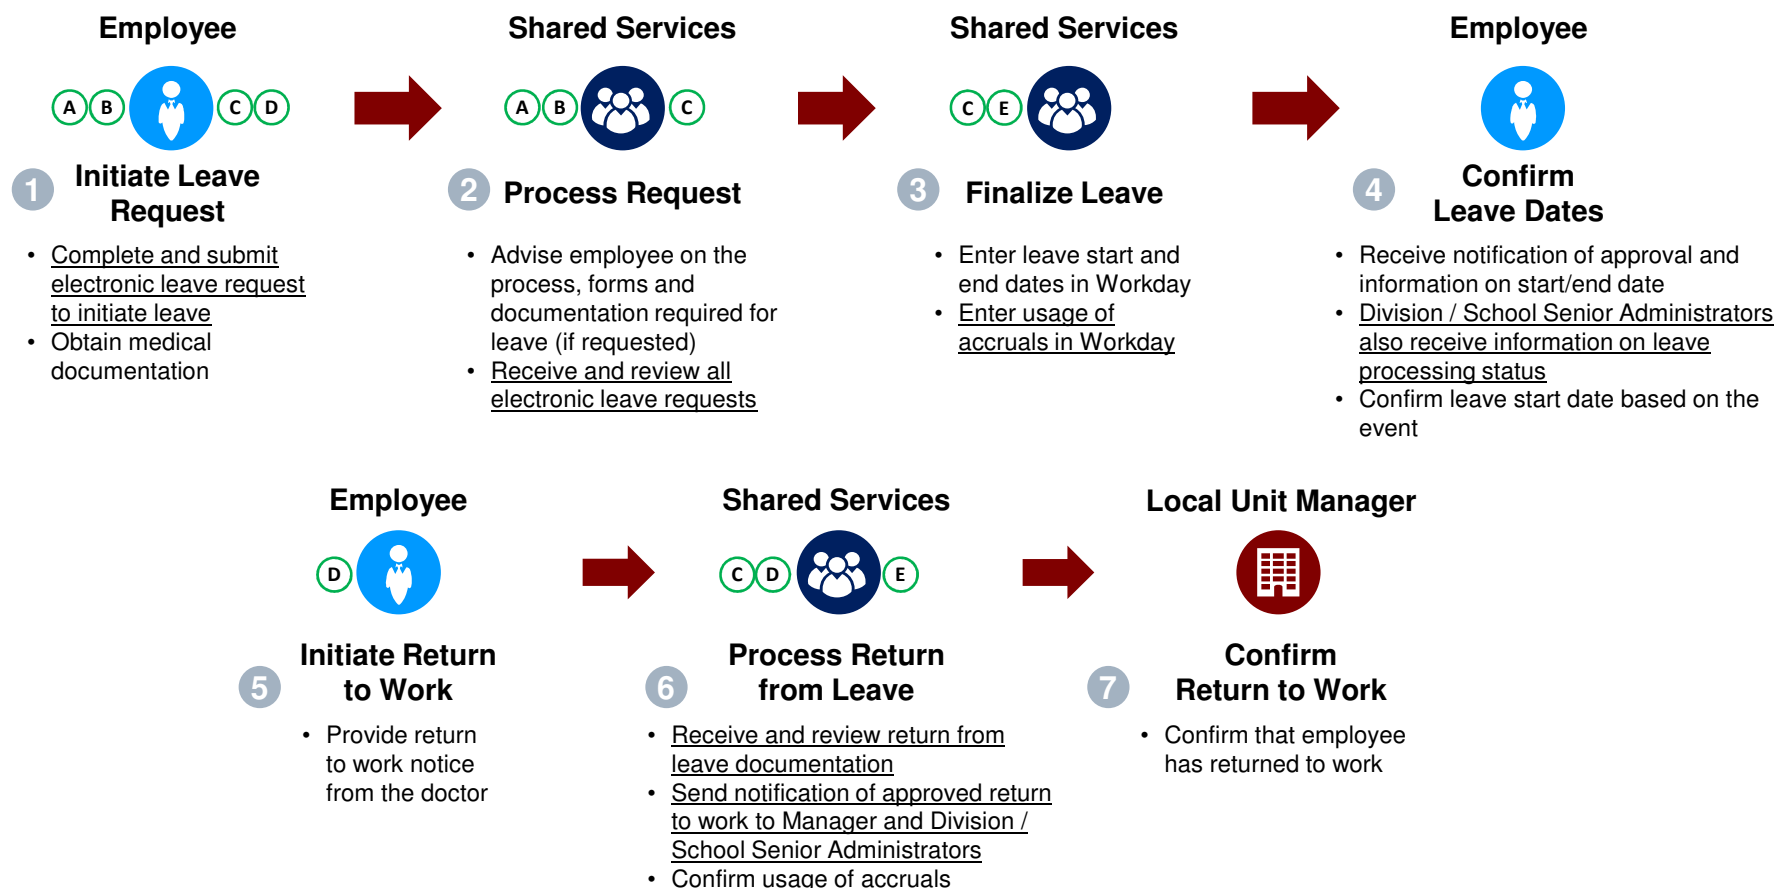 Employee
Shared Services
Shared Services
Employee
A B C D
A B C
C E
1 Initiate Leave
Request
2 Process Request
3 Finalize Leave
4 Confirm
Leave Dates
• Complete and submit
electronic leave request
to initiate leave
• Obtain medical
documentation
• Advise employee on the
process, forms and
documentation required for
leave (if requested)
• Receive and review all
electronic leave requests
• Enter leave start and
end dates in Workday
• Enter usage of
accruals in Workday
• Receive notification of approval and
information on start/end date
• Division / School Senior Administrators
also receive information on leave
processing status
• Confirm leave start date based on the
event
Employee
Shared Services
Local Unit Manager
D
C D E
5 Initiate Return
to Work
6 Process Return
from Leave
7 Confirm
Return to Work
• Provide return
to work notice
from the doctor
• Receive and review return from
leave documentation
• Send notification of approved return
to work to Manager and Division /
School Senior Administrators
• Confirm usage of accruals
• Confirm that employee
has returned to work